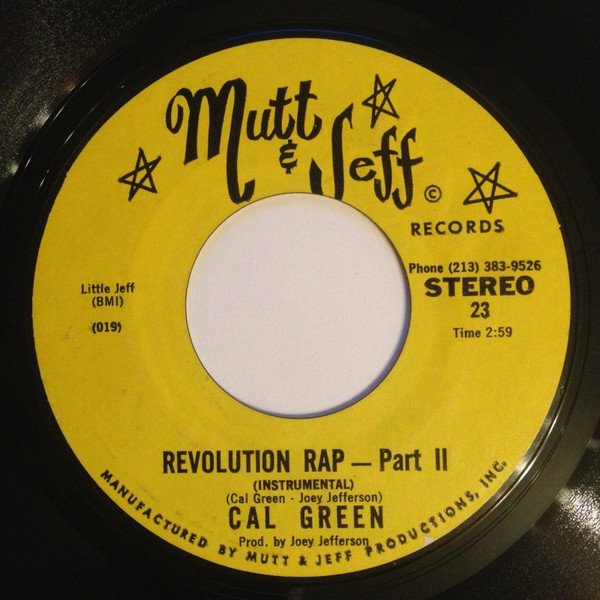 Mutt
& Jeff ©
RECORDS
Phone (213) 383-9526
STEREO
23
Time 2:59
Little Jeff
(BMI)
(019)
REVOLUTION RAP — Part II
(INSTRUMENTAL)
(Cal Green - Joey Jefferson)
CAL GREEN
Prod. by Joey Jefferson
MANUFACTURED BY MUTT & JEFF PRODUCTIONS, INC.